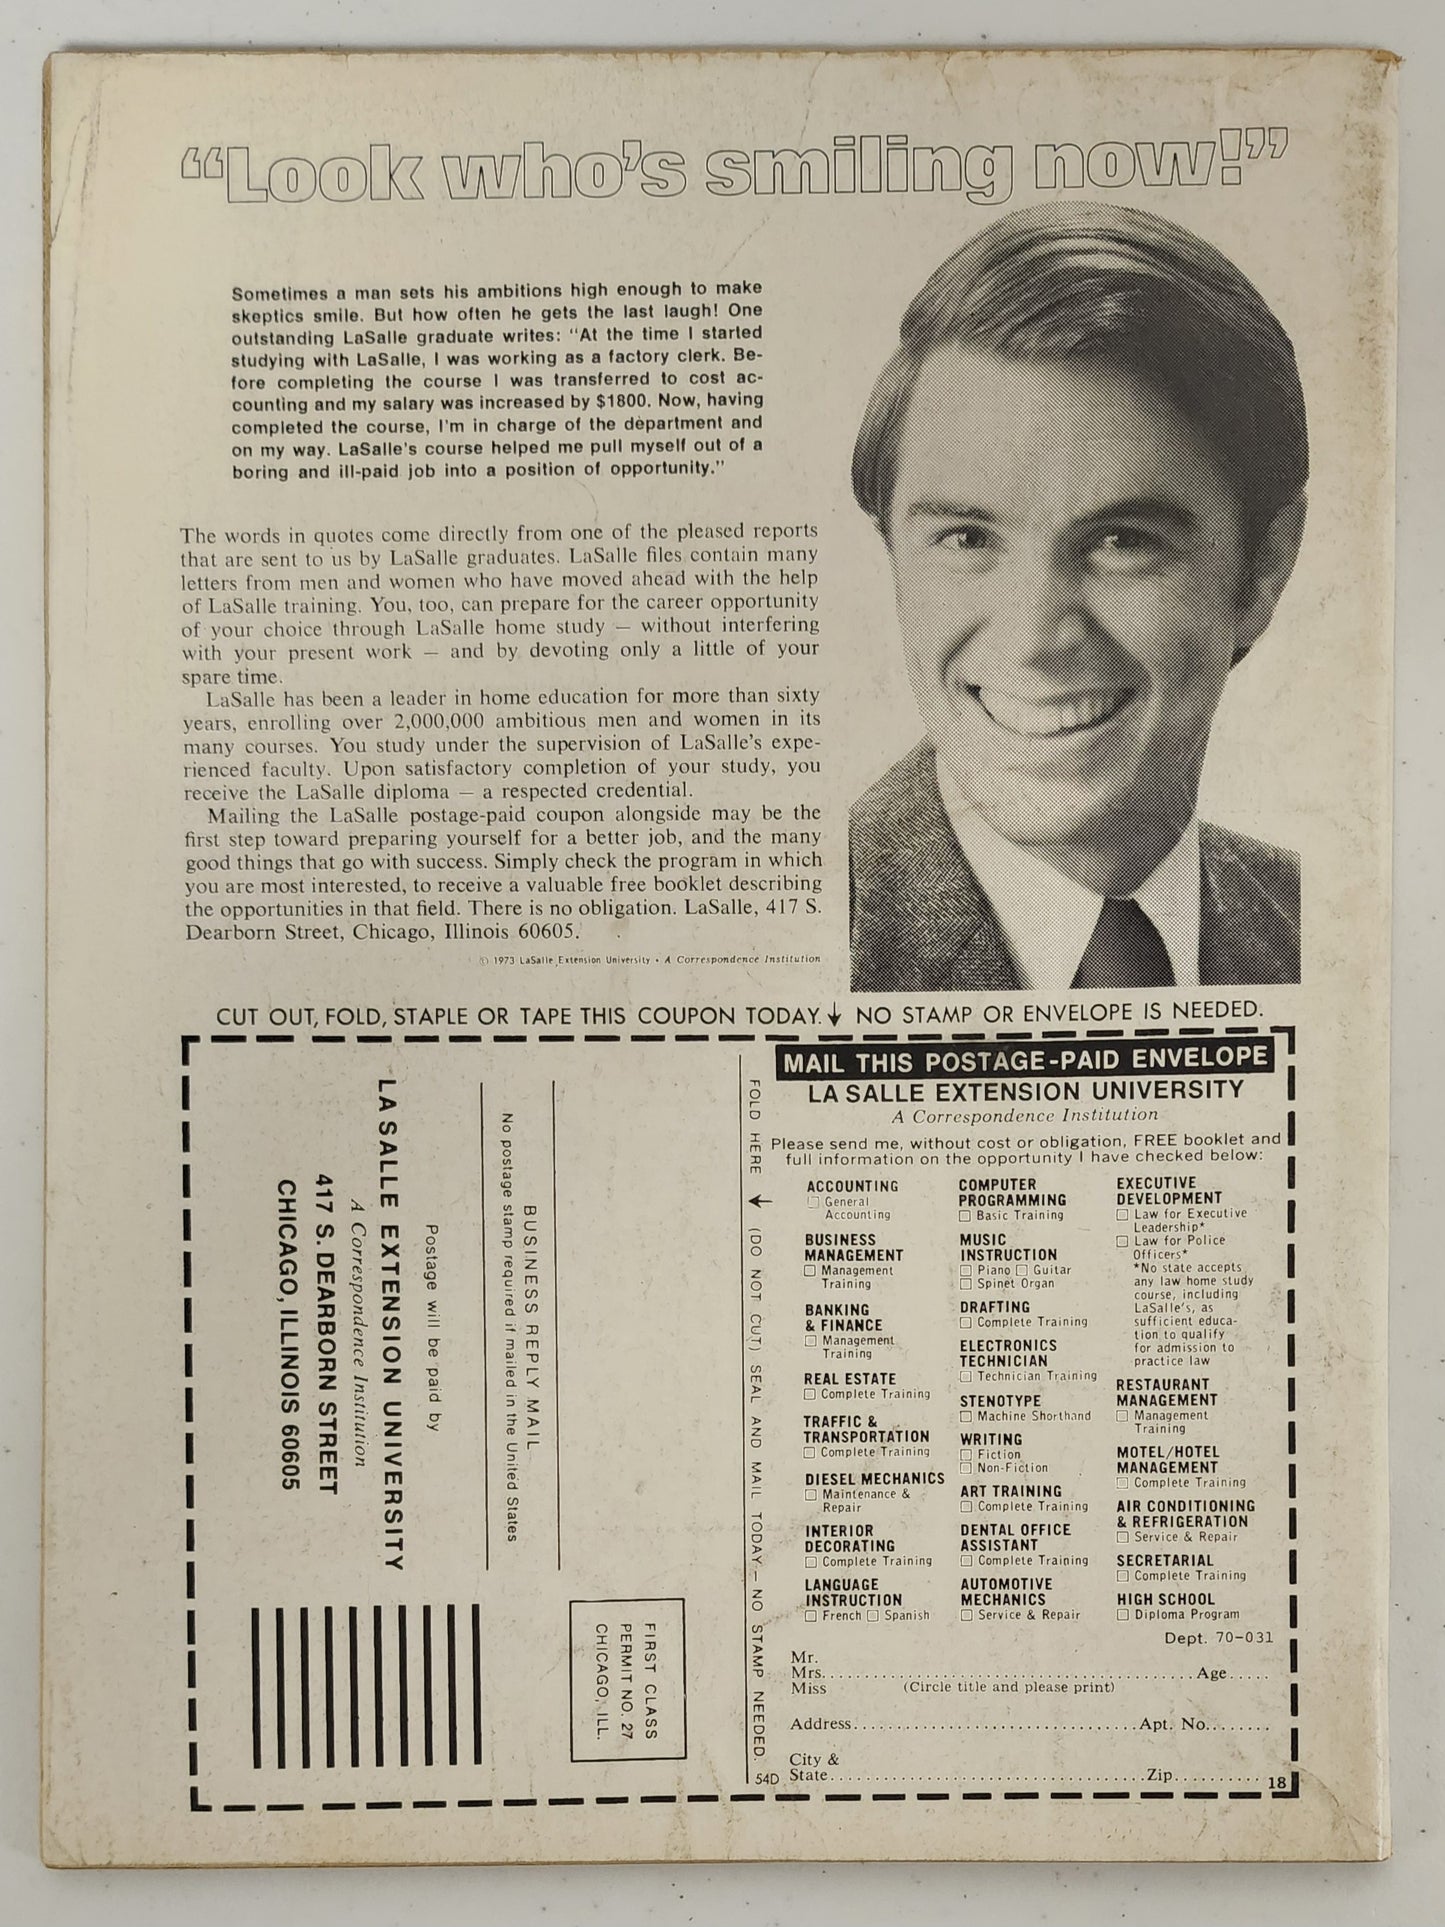 “Look who's smiling now!”
Sometimes a man sets his ambitions high enough to make
skeptics smile. But how often he gets the last laugh! One
outstanding LaSalle graduate writes: “At the time I started
studying with LaSalle, I was working as a factory clerk. Be-
fore completing the course I was transferred to cost ac-
counting and my salary was increased by $1800. Now, having
completed the course, I'm in charge of the department and
on my way. LaSalle's course helped me pull myself out of a
boring and ill-paid job into a position of opportunity.”
The words in quotes come directly from one of the pleased reports
that are sent to us by LaSalle graduates. LaSalle files contain many
letters from men and women who have moved ahead with the help
of LaSalle training. You, too, can prepare for the career opportunity
of your choice through LaSalle home study — without interfering
with your present work — and by devoting only a little of your
spare time.
LaSalle has been a leader in home education for more than sixty
years, enrolling over 2,000,000 ambitious men and women in its
many courses. You study under the supervision of LaSalle's expe-
rienced faculty. Upon satisfactory completion of your study, you
receive the LaSalle diploma — a respected credential.
Mailing the LaSalle postage-paid coupon alongside may be the
first step toward preparing yourself for a better job, and the many
good things that go with success. Simply check the program in which
you are most interested, to receive a valuable free booklet describing
the opportunities in that field. There is no obligation. LaSalle, 417 S.
Dearborn Street, Chicago, Illinois 60605.
© 1973 LaSalle Extension University • A Correspondence Institution
CUT OUT, FOLD, STAPLE OR TAPE THIS COUPON TODAY. ↓ NO STAMP OR ENVELOPE IS NEEDED.
FIRST CLASS
PERMIT NO. 27
CHICAGO, ILL.
BUSINESS REPLY MAIL
No postage stamp required if mailed in the United States
Postage will be paid by
LA SALLE EXTENSION UNIVERSITY
A Correspondence Institution
417 S. DEARBORN STREET
CHICAGO, ILLINOIS 60605
FOLD HERE ← (DO NOT CUT) SEAL AND MAIL TODAY — NO STAMP NEEDED.
MAIL THIS POSTAGE-PAID ENVELOPE
LA SALLE EXTENSION UNIVERSITY
A Correspondence Institution
Please send me, without cost or obligation, FREE booklet and
full information on the opportunity I have checked below:
ACCOUNTING
☐ General
Accounting
BUSINESS
MANAGEMENT
☐ Management
Training
BANKING
& FINANCE
☐ Management
Training
REAL ESTATE
☐ Complete Training
TRAFFIC &
TRANSPORTATION
☐ Complete Training
DIESEL MECHANICS
☐ Maintenance &
Repair
INTERIOR
DECORATING
☐ Complete Training
LANGUAGE
INSTRUCTION
☐ French ☐ Spanish
COMPUTER
PROGRAMMING
☐ Basic Training
MUSIC
INSTRUCTION
☐ Piano ☐ Guitar
☐ Spinet Organ
DRAFTING
☐ Complete Training
ELECTRONICS
TECHNICIAN
☐ Technician Training
STENOTYPE
☐ Machine Shorthand
WRITING
☐ Fiction
☐ Non-Fiction
ART TRAINING
☐ Complete Training
DENTAL OFFICE
ASSISTANT
☐ Complete Training
AUTOMOTIVE
MECHANICS
☐ Service & Repair
EXECUTIVE
DEVELOPMENT
☐ Law for Executive
Leadership*
☐ Law for Police
Officers*
*No state accepts
any law home study
course, including
LaSalle's, as
sufficient educa-
tion to qualify
for admission to
practice law
RESTAURANT
MANAGEMENT
☐ Management
Training
MOTEL/HOTEL
MANAGEMENT
☐ Complete Training
AIR CONDITIONING
& REFRIGERATION
☐ Service & Repair
SECRETARIAL
☐ Complete Training
HIGH SCHOOL
☐ Diploma Program
Dept. 70-031
Mr.
Mrs. Age
Miss (Circle title and please print)
Address Apt. No.
City &
State Zip
54D
18